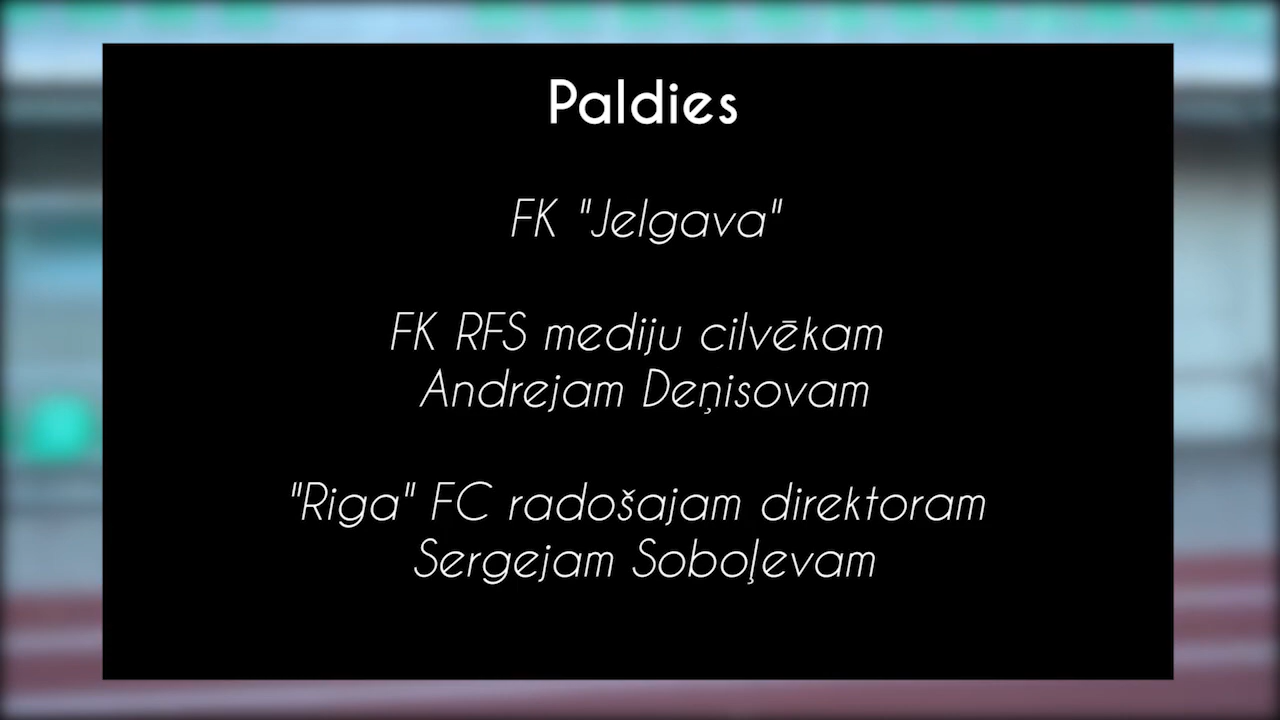 Paldies
FK "Jelgava"
FK RFS mediju cilvēkam
Andrejam Deņisovam
"Riga" FC radošajam direktoram
Sergejam Soboļevam